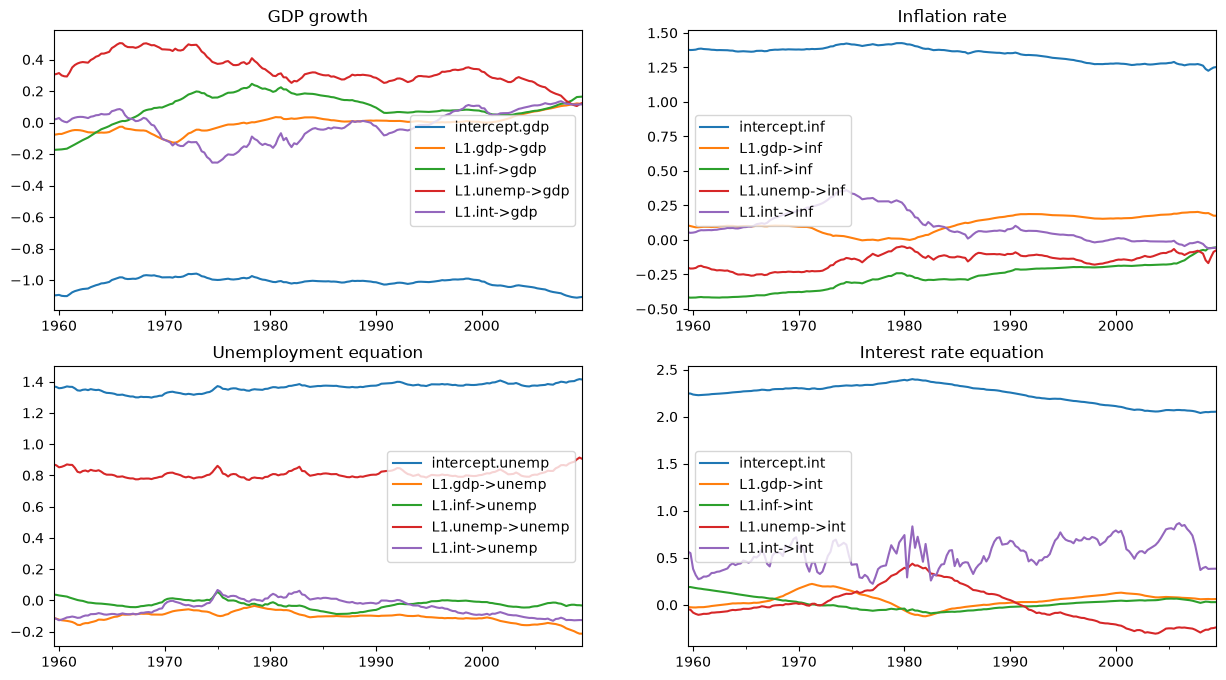 GDP growth
0.4
0.2
0.0
−0.2
−0.4
−0.6
−0.8
−1.0
intercept.gdp
L1.gdp->gdp
L1.inf->gdp
L1.unemp->gdp
L1.int->gdp
1960 1970 1980 1990 2000
Inflation rate
1.50
1.25
1.00
0.75
0.50
0.25
0.00
−0.25
−0.50
intercept.inf
L1.gdp->inf
L1.inf->inf
L1.unemp->inf
L1.int->inf
1960 1970 1980 1990 2000
Unemployment equation
1.4
1.2
1.0
0.8
0.6
0.4
0.2
0.0
−0.2
intercept.unemp
L1.gdp->unemp
L1.inf->unemp
L1.unemp->unemp
L1.int->unemp
1960 1970 1980 1990 2000
Interest rate equation
2.5
2.0
1.5
1.0
0.5
0.0
intercept.int
L1.gdp->int
L1.inf->int
L1.unemp->int
L1.int->int
1960 1970 1980 1990 2000